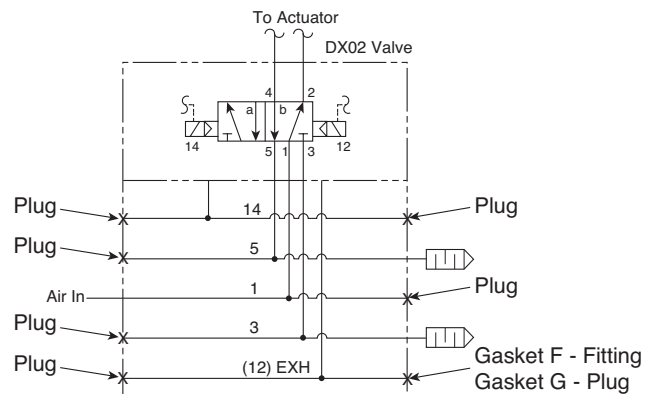 To Actuator
DX02 Valve
4 2
a b
14 5 1 3 12
Plug 14 Plug
Plug 5
Air In 1 Plug
Plug 3
Plug (12) EXH Gasket F - Fitting
Gasket G - Plug